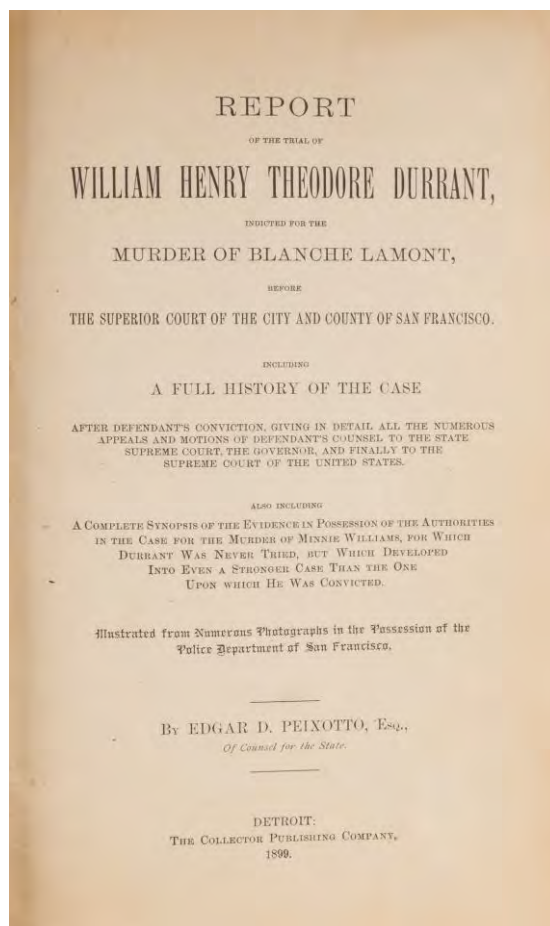 REPORT
OF THE TRIAL OF
WILLIAM HENRY THEODORE DURRANT,
INDICTED FOR THE
MURDER OF BLANCHE LAMONT,
BEFORE
THE SUPERIOR COURT OF THE CITY AND COUNTY OF SAN FRANCISCO.
INCLUDING
A FULL HISTORY OF THE CASE
AFTER DEFENDANT'S CONVICTION, GIVING IN DETAIL ALL THE NUMEROUS
APPEALS AND MOTIONS OF DEFENDANT'S COUNSEL TO THE STATE
SUPREME COURT, THE GOVERNOR, AND FINALLY TO THE
SUPREME COURT OF THE UNITED STATES.
ALSO INCLUDING
A COMPLETE SYNOPSIS OF THE EVIDENCE IN POSSESSION OF THE AUTHORITIES
IN THE CASE FOR THE MURDER OF MINNIE WILLIAMS, FOR WHICH
DURRANT WAS NEVER TRIED, BUT WHICH DEVELOPED
INTO EVEN A STRONGER CASE THAN THE ONE
UPON WHICH HE WAS CONVICTED.
Illustrated from Numerous Photographs in the Possession of the
Police Department of San Francisco.
BY EDGAR D. PEIXOTTO, ESQ.,
Of Counsel for the State.
DETROIT:
THE COLLECTOR PUBLISHING COMPANY,
1899.